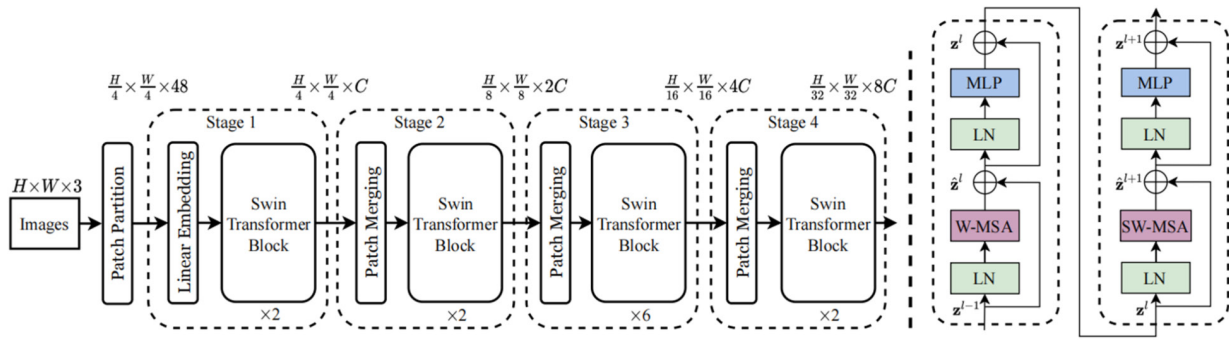 H/4 × W/4 × 48
H/4 × W/4 × C
H/8 × W/8 × 2C
H/16 × W/16 × 4C
H/32 × W/32 × 8C
Stage 1
Stage 2
Stage 3
Stage 4
H×W×3
Images
Patch Partition
Linear Embedding
Swin
Transformer
Block
Patch Merging
Swin
Transformer
Block
Patch Merging
Swin
Transformer
Block
Patch Merging
Swin
Transformer
Block
×2
×2
×6
×2
z^l
MLP
LN
ẑ^l
W-MSA
LN
z^{l-1}
z^{l+1}
MLP
LN
ẑ^{l+1}
SW-MSA
LN
z^l